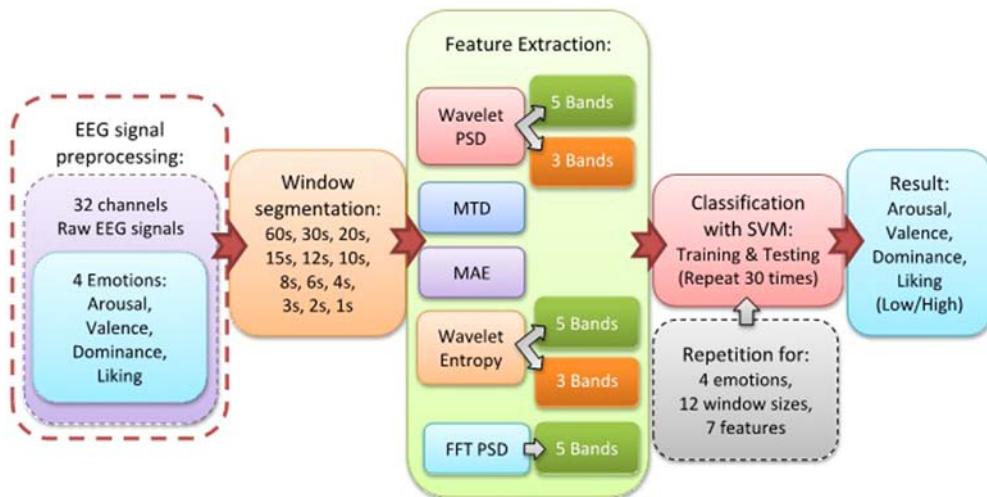 EEG signal
preprocessing:
32 channels
Raw EEG signals
4 Emotions:
Arousal,
Valence,
Dominance,
Liking
Window
segmentation:
60s, 30s, 20s,
15s, 12s, 10s,
8s, 6s, 4s,
3s, 2s, 1s
Feature Extraction:
Wavelet
PSD
5 Bands
3 Bands
MTD
MAE
Wavelet
Entropy
5 Bands
3 Bands
FFT PSD
5 Bands
Classification
with SVM:
Training & Testing
(Repeat 30 times)
Repetition for:
4 emotions,
12 window sizes,
7 features
Result:
Arousal,
Valence,
Dominance,
Liking
(Low/High)